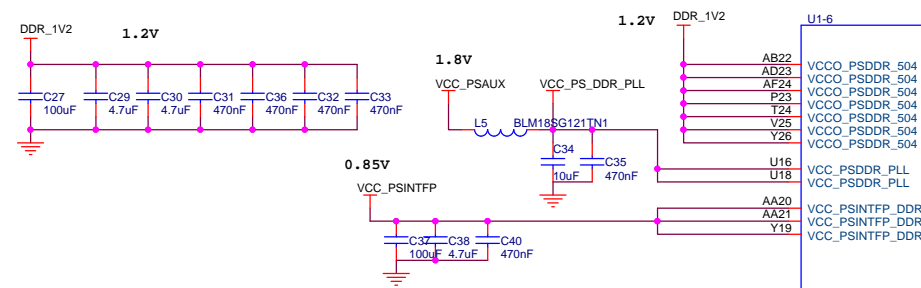 DDR_1V2
1.2V
C27
100uF
C29
4.7uF
C30
4.7uF
C31
470nF
C36
470nF
C32
470nF
C33
470nF
1.8V
VCC_PSAUX
VCC_PS_DDR_PLL
L5
BLM18SG121TN1
C34
10uF
C35
470nF
0.85V
VCC_PSINTFP
C37
100uF
C38
4.7uF
C40
470nF
1.2V
DDR_1V2
U1-6
AB22 VCCO_PSDDR_504
AD23 VCCO_PSDDR_504
AF24 VCCO_PSDDR_504
P23 VCCO_PSDDR_504
T24 VCCO_PSDDR_504
V25 VCCO_PSDDR_504
Y26 VCCO_PSDDR_504
U16 VCC_PSDDR_PLL
U18 VCC_PSDDR_PLL
AA20 VCC_PSINTFP_DDR
AA21 VCC_PSINTFP_DDR
Y19 VCC_PSINTFP_DDR